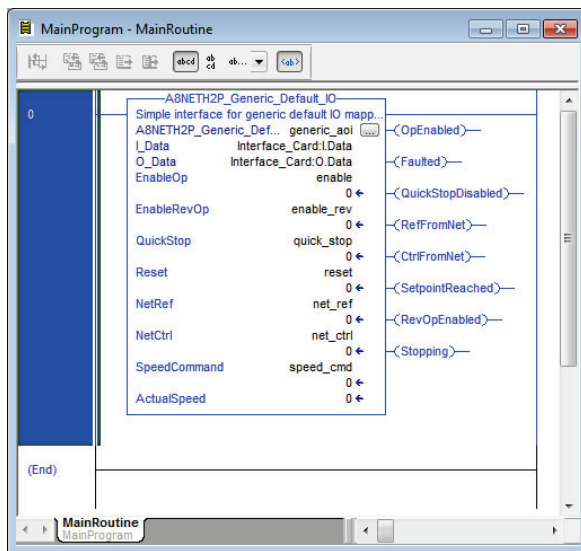 MainProgram - MainRoutine
abcd ab cd ab... <ab>
0
A8NETH2P_Generic_Default_IO
Simple interface for generic default IO mapp...
A8NETH2P_Generic_Def... generic_aoi ... (OpEnabled)
I_Data Interface_Card:I.Data
O_Data Interface_Card:O.Data (Faulted)
EnableOp enable
0 (QuickStopDisabled)
EnableRevOp enable_rev
0 (RefFromNet)
QuickStop quick_stop
0 (CtrlFromNet)
Reset reset
0 (SetpointReached)
NetRef net_ref
0 (RevOpEnabled)
NetCtrl net_ctrl
0 (Stopping)
SpeedCommand speed_cmd
0
ActualSpeed 0
(End)
MainRoutine
MainProgram